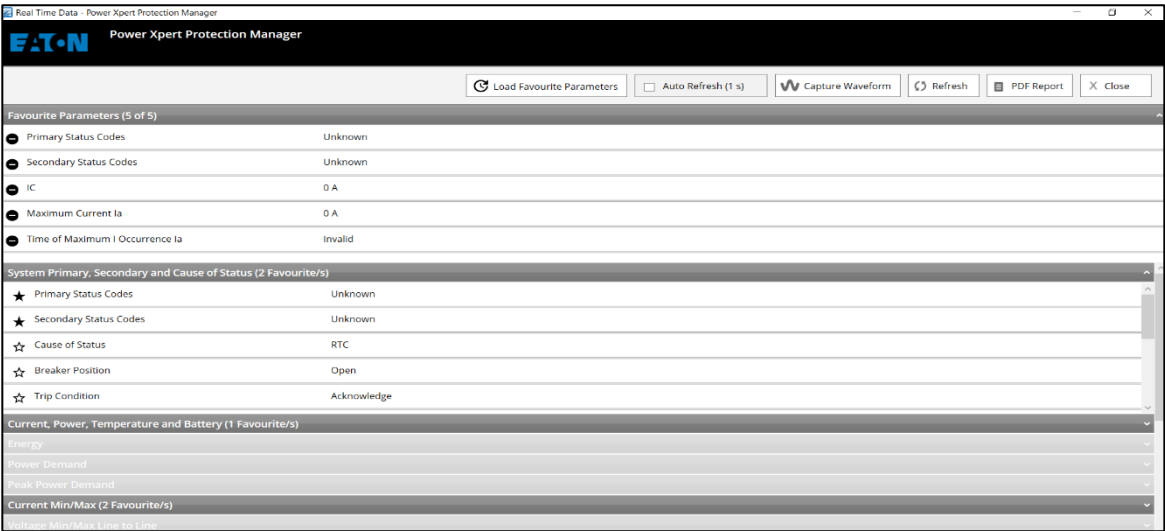 Real Time Data - Power Xpert Protection Manager
EATON
Power Xpert Protection Manager
Load Favourite Parameters
Auto Refresh (1 s)
Capture Waveform
Refresh
PDF Report
X Close
Favourite Parameters (5 of 5)
Primary Status Codes Unknown
Secondary Status Codes Unknown
IC 0 A
Maximum Current Ia 0 A
Time of Maximum I Occurrence Ia Invalid
System Primary, Secondary and Cause of Status (2 Favourite/s)
Primary Status Codes Unknown
Secondary Status Codes Unknown
Cause of Status RTC
Breaker Position Open
Trip Condition Acknowledge
Current, Power, Temperature and Battery (1 Favourite/s)
Energy
Power Demand
Peak Power Demand
Current Min/Max (2 Favourite/s)
Voltage Min/Max Line to Line